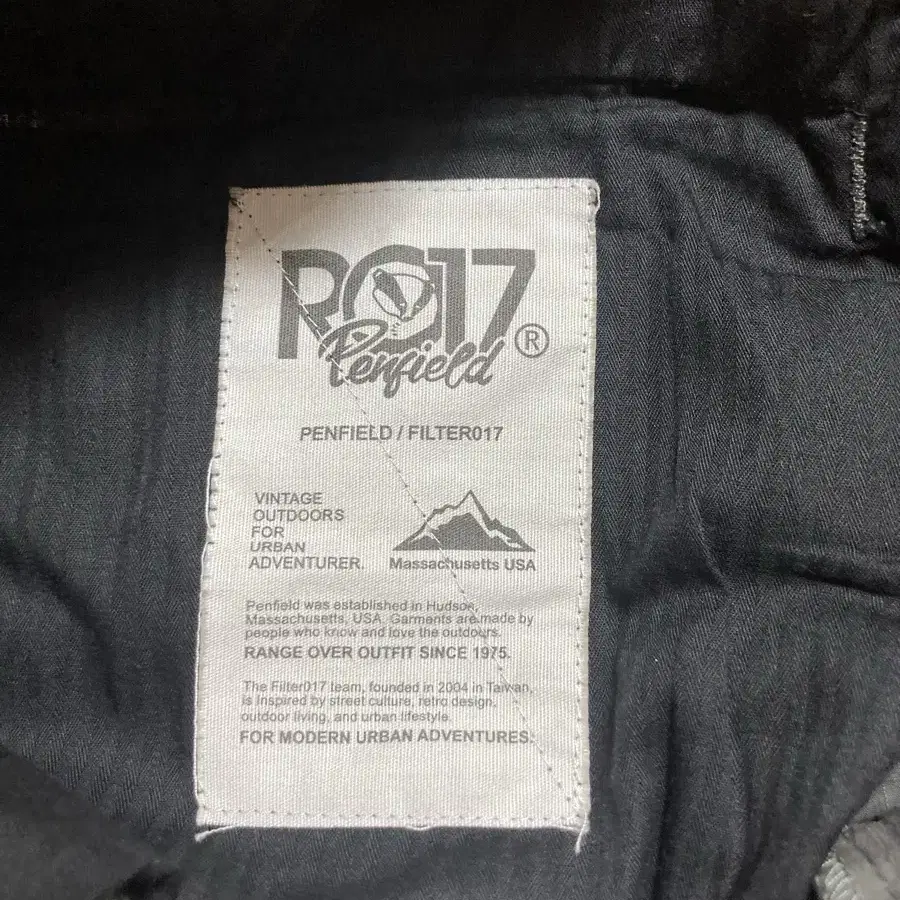 PO17
Penfield ®
PENFIELD / FILTER017
VINTAGE
OUTDOORS
FOR
URBAN
ADVENTURER.
Massachusetts USA
Penfield was established in Hudson,
Massachusetts, USA. Garments are made by
people who know and love the outdoors.
RANGE OVER OUTFIT SINCE 1975.
The Filter017 team, founded in 2004 in Taiwan,
is Inspired by street culture, retro design,
outdoor living, and urban lifestyle.
FOR MODERN URBAN ADVENTURES.